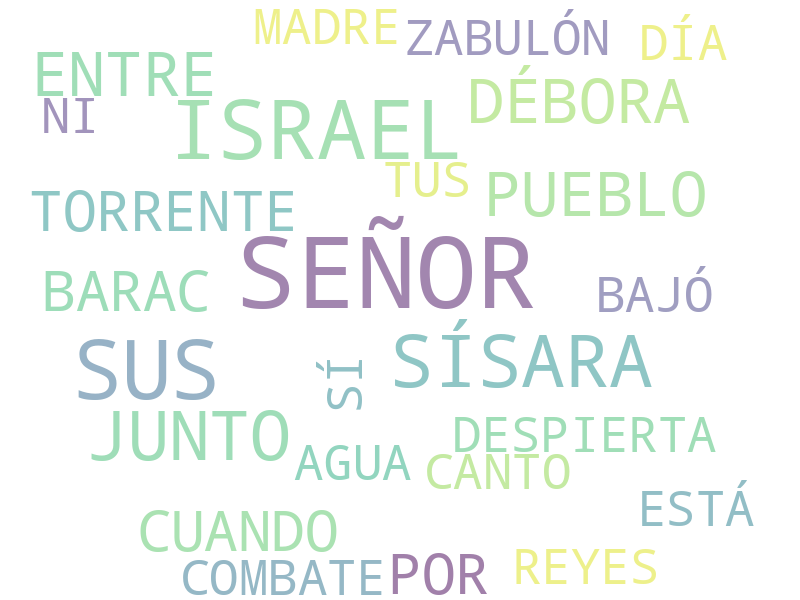 MADRE ZABULÓN DÍA
ENTRE DÉBORA
NI ISRAEL
TUS PUEBLO
TORRENTE
SEÑOR
BARAC BAJÓ
SUS SÍ SÍSARA
JUNTO DESPIERTA
AGUA CANTO
ESTÁ
CUANDO
COMBATE POR REYES